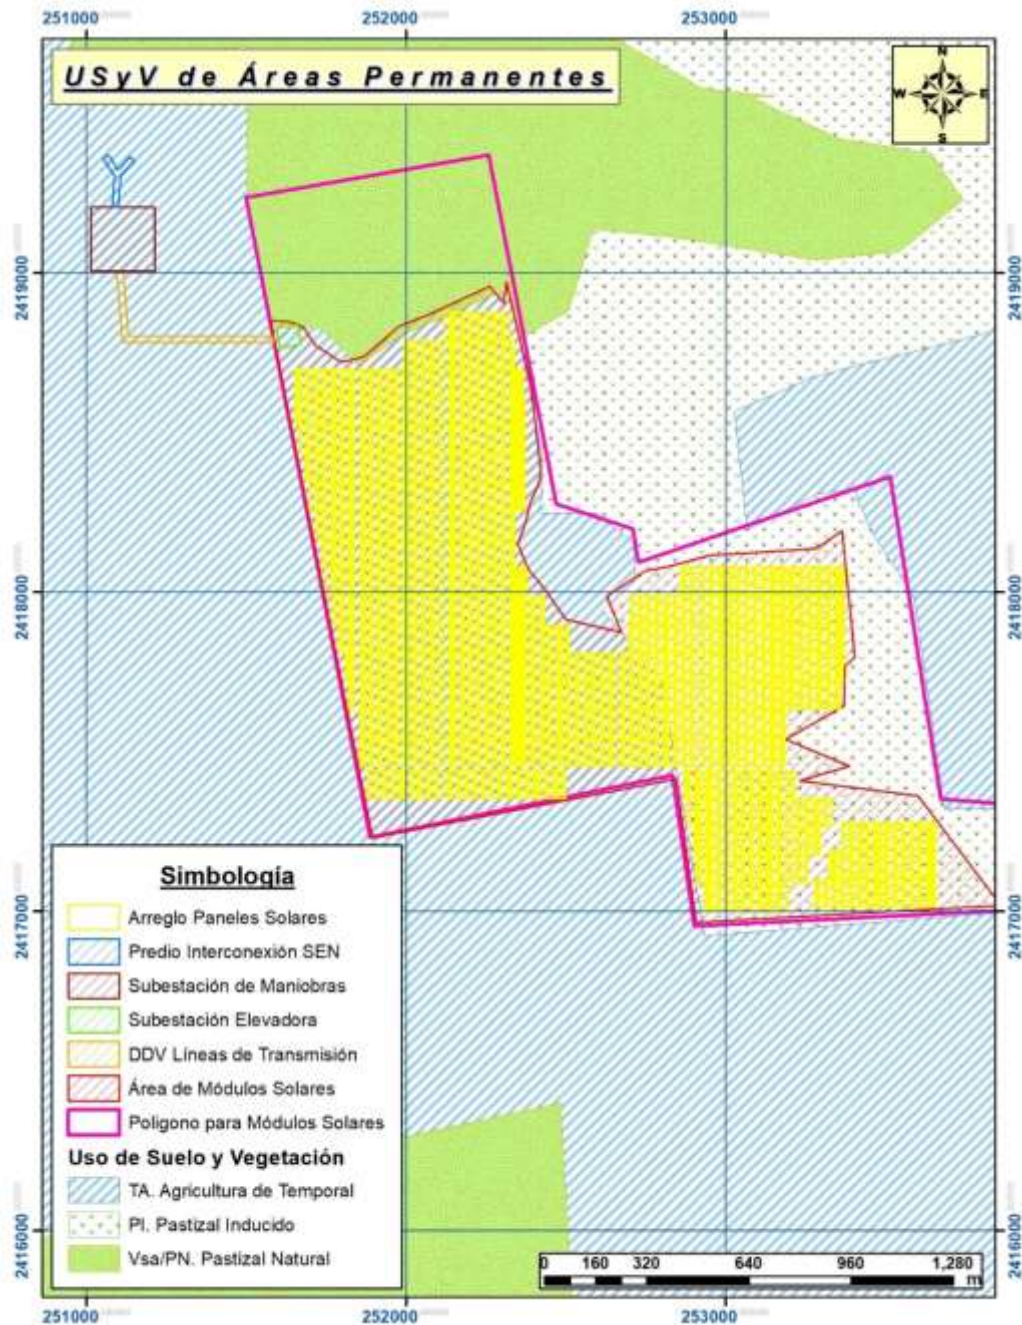 251000 252000 253000
USyV de Áreas Permanentes
N
W E
S
2419000 2419000
2418000 2418000
Simbología
Arreglo Paneles Solares
2417000 2417000
Predio Interconexión SEN
Subestación de Maniobras
Subestación Elevadora
DDV Líneas de Transmisión
Área de Módulos Solares
Poligono para Módulos Solares
Uso de Suelo y Vegetación
TA. Agricultura de Temporal
PI. Pastizal Inducido
2416000 2416000
Vsa/PN. Pastizal Natural
0 160 320 640 960 1,280
m
251000 252000 253000